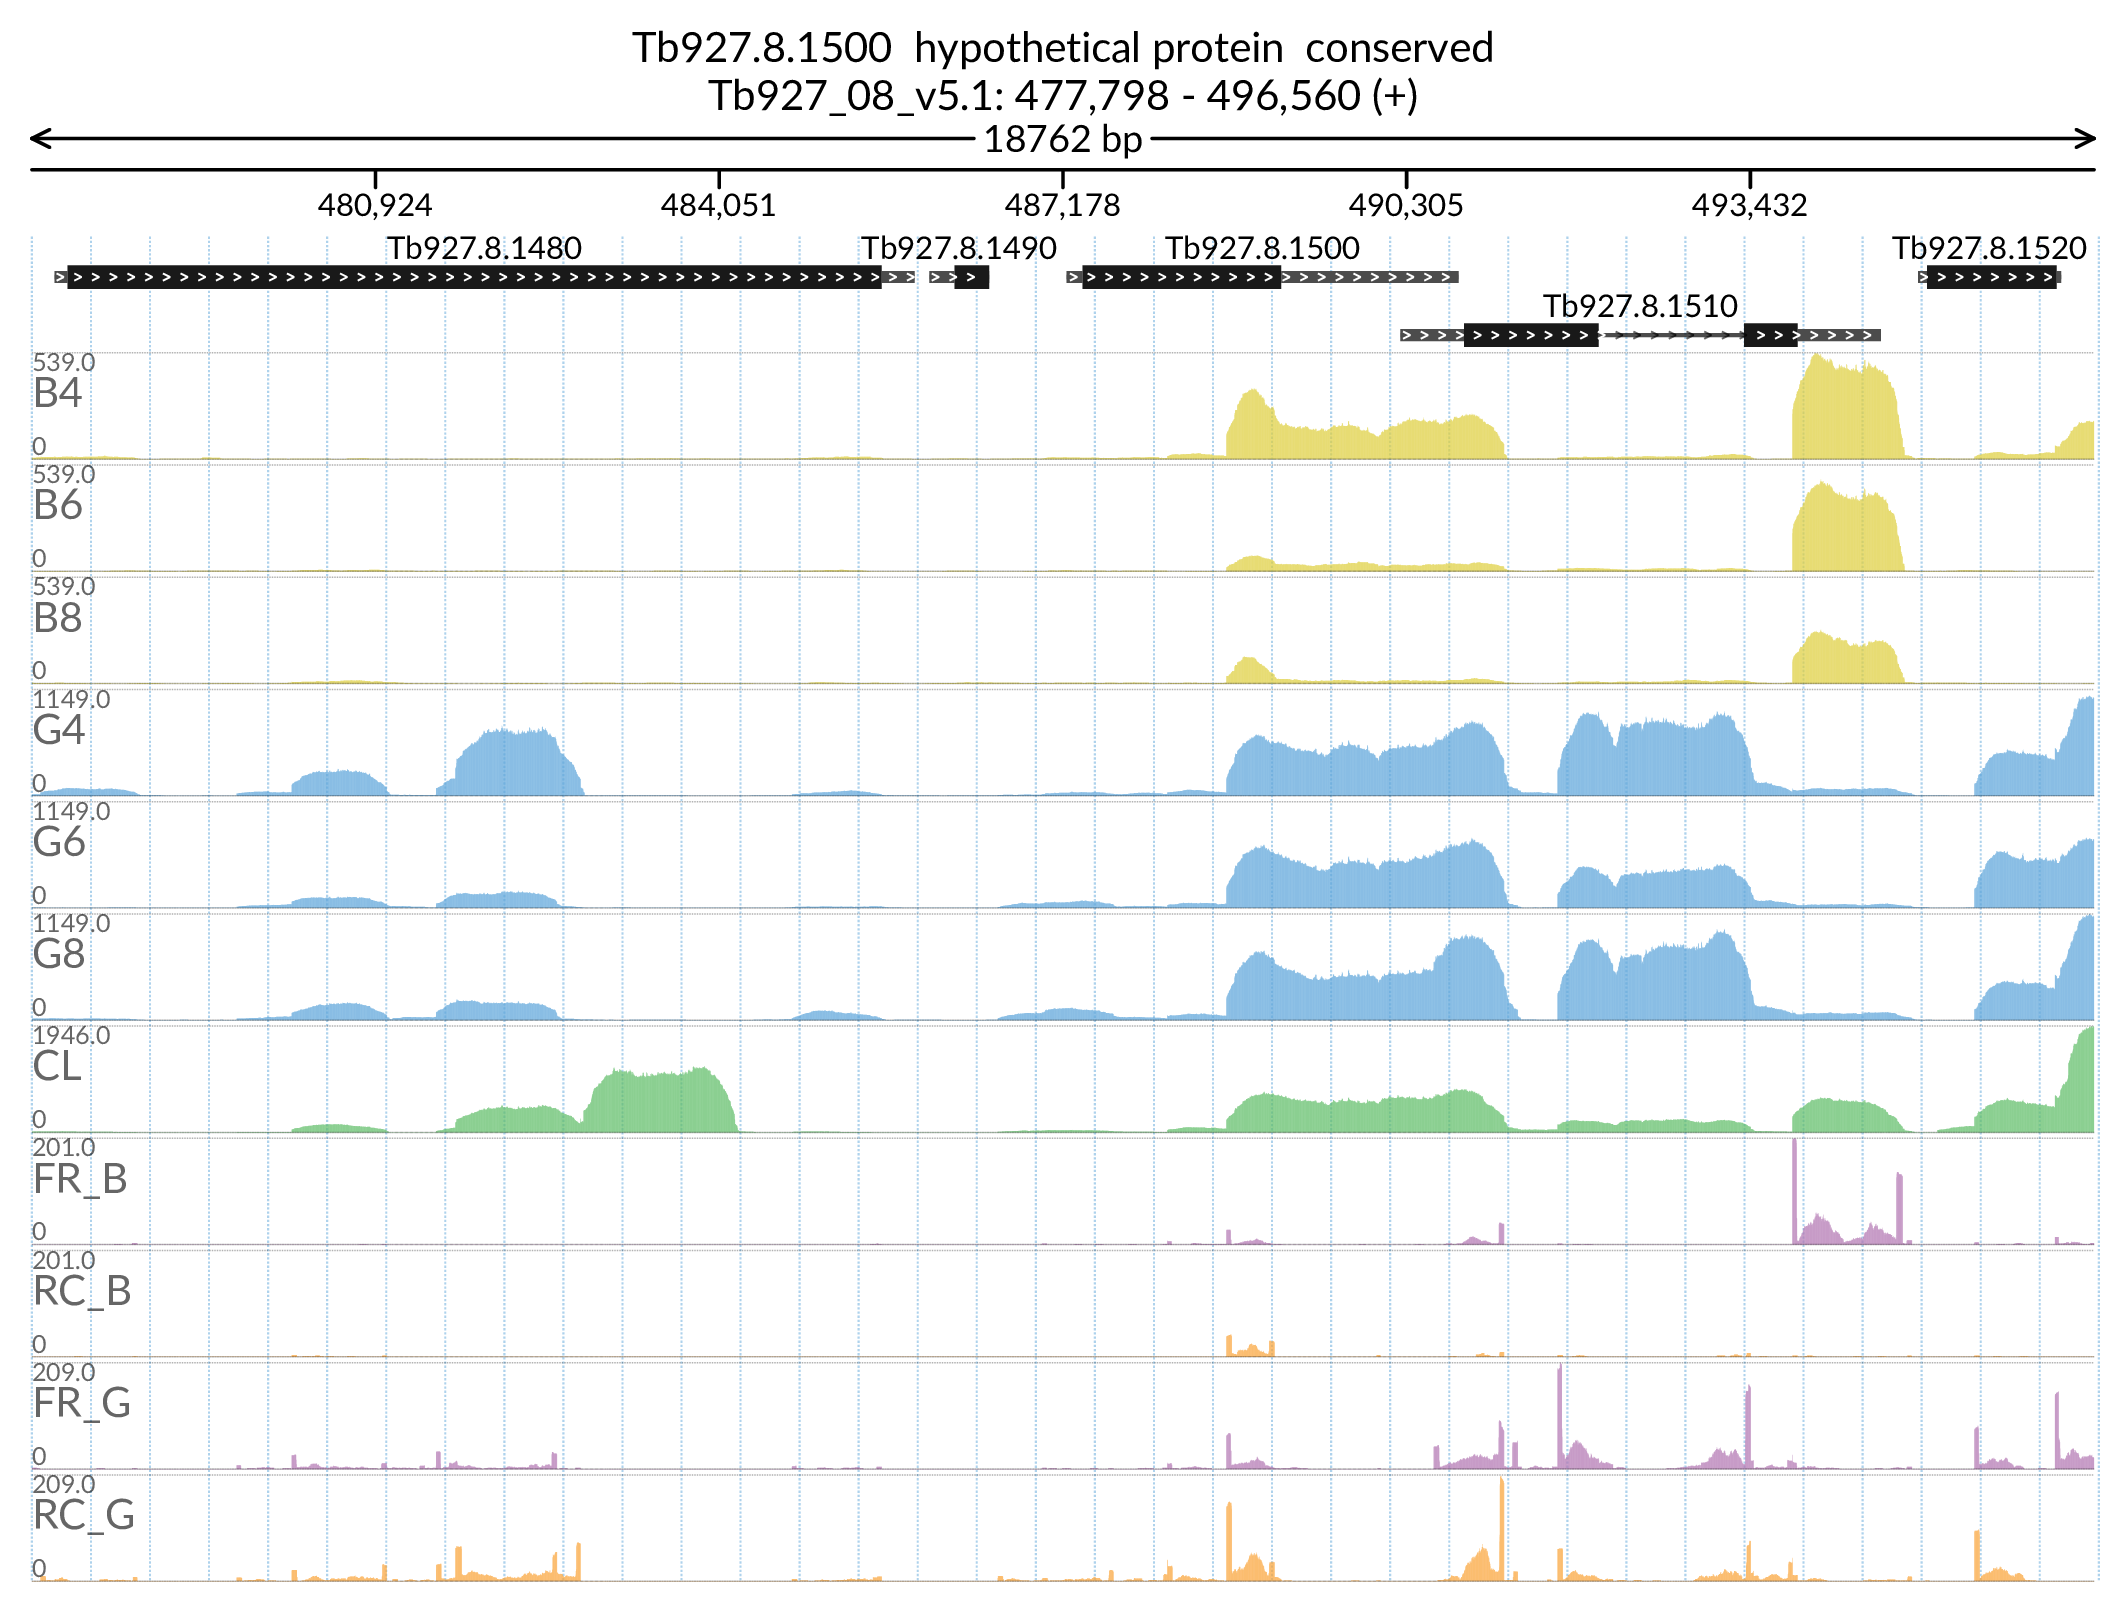 Tb927.8.1500 hypothetical protein conserved
Tb927_08_v5.1: 477,798 - 496,560 (+)
18762 bp
480,924 484,051 487,178 490,305 493,432
Tb927.8.1480 Tb927.8.1490 Tb927.8.1500 Tb927.8.1520
Tb927.8.1510
539.0
B4
0
539.0
B6
0
539.0
B8
0
1149.0
G4
0
1149.0
G6
0
1149.0
G8
0
1946.0
CL
0
201.0
FR_B
0
201.0
RC_B
0
209.0
FR_G
0
209.0
RC_G
0